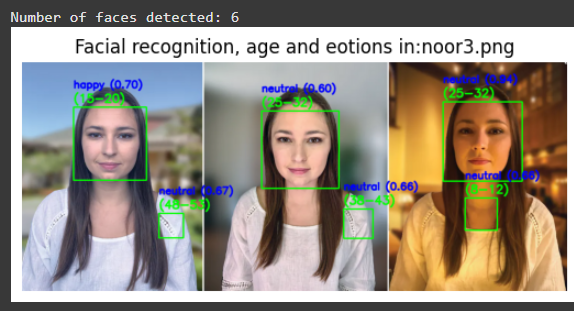 Number of faces detected: 6
Facial recognition, age and eotions in:noor3.png
happy (0.70)
(15-20)
neutral (0.67)
(48-53)
neutral (0.60)
(25-32)
neutral (0.66)
(38-43)
neutral (0.94)
(25-32)
neutral (0.66)
(8-12)